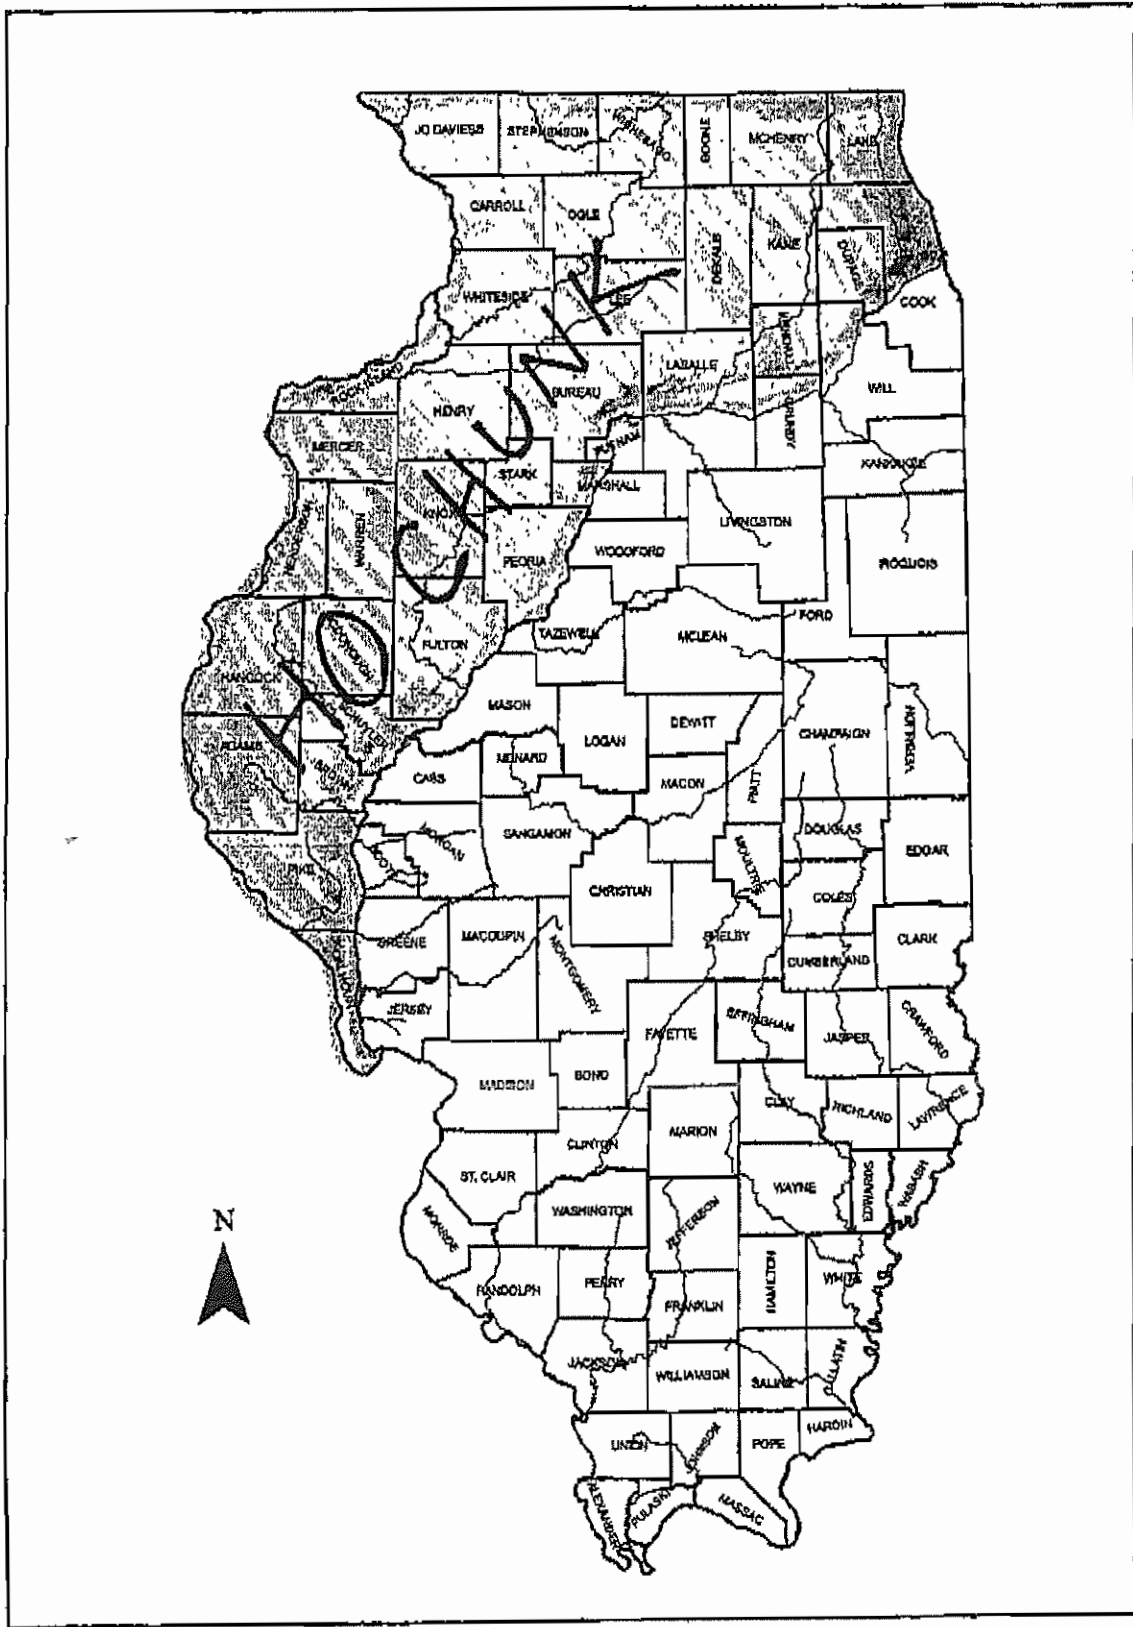 JO DAVIESS STEPHENSON WINNEBAGO BOONE MCHENRY LAKE
CARROLL OGLE DEKALB KANE DUPAGE COOK
WHITESIDE LEE KENDALL
ROCK ISLAND HENRY BUREAU LASALLE GRUNDY WILL
MERCER PUTNAM KANKAKEE
HENDERSON WARREN KNOX STARK MARSHALL LIVINGSTON
PEORIA WOODFORD IROQUOIS
HANCOCK FULTON TAZEWELL MCLEAN FORD
ADAMS SCHUYLER MASON LOGAN DEWITT CHAMPAIGN
BROWN CASS MENARD MACON PIATT
PIKE SCOTT MORGAN SANGAMON MOULTRIE DOUGLAS EDGAR
CHRISTIAN COLES
GREENE MACOUPIN MONTGOMERY SHELBY CUMBERLAND CLARK
CALHOUN JERSEY FAYETTE EFFINGHAM JASPER CRAWFORD
MADISON BOND CLAY RICHLAND LAWRENCE
CLINTON MARION
ST. CLAIR WAYNE EDWARDS WABASH
MONROE WASHINGTON JEFFERSON
RANDOLPH PERRY FRANKLIN HAMILTON WHITE
JACKSON WILLIAMSON SALINE GALLATIN
UNION JOHNSON POPE HARDIN
ALEXANDER PULASKI MASSAC
N